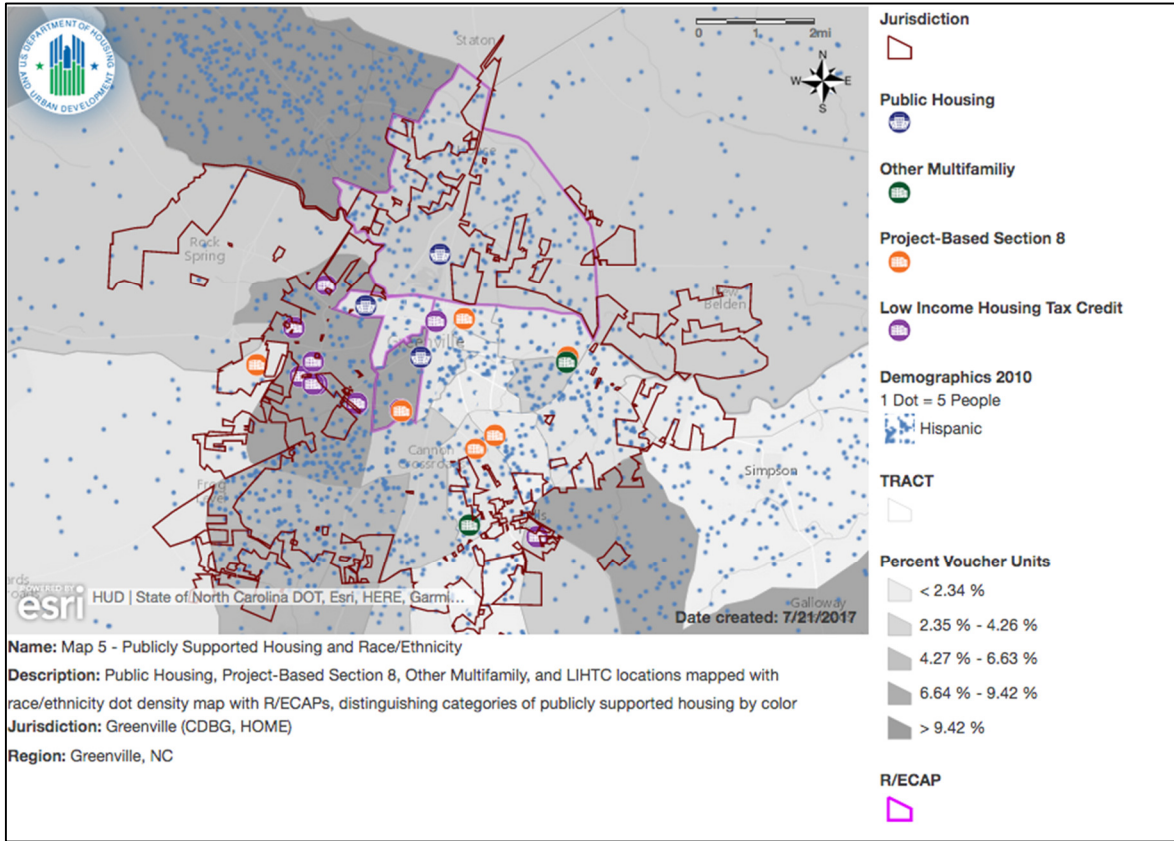 US DEPARTMENT OF HOUSING
AND URBAN DEVELOPMENT
Staton
0 1 2mi
N
W E
S
House
Rock
Spring
New
Belden
Greenville
Cannon
Crossroads
Simpson
Frog
Level
Galloway
POWERED BY
esri
HUD | State of North Carolina DOT, Esri, HERE, Garmi...
Date created: 7/21/2017
Name: Map 5 - Publicly Supported Housing and Race/Ethnicity
Description: Public Housing, Project-Based Section 8, Other Multifamily, and LIHTC locations mapped with
race/ethnicity dot density map with R/ECAPs, distinguishing categories of publicly supported housing by color
Jurisdiction: Greenville (CDBG, HOME)
Region: Greenville, NC
Jurisdiction
Public Housing
Other Multifamiliy
Project-Based Section 8
Low Income Housing Tax Credit
Demographics 2010
1 Dot = 5 People
Hispanic
TRACT
Percent Voucher Units
< 2.34 %
2.35 % - 4.26 %
4.27 % - 6.63 %
6.64 % - 9.42 %
> 9.42 %
R/ECAP